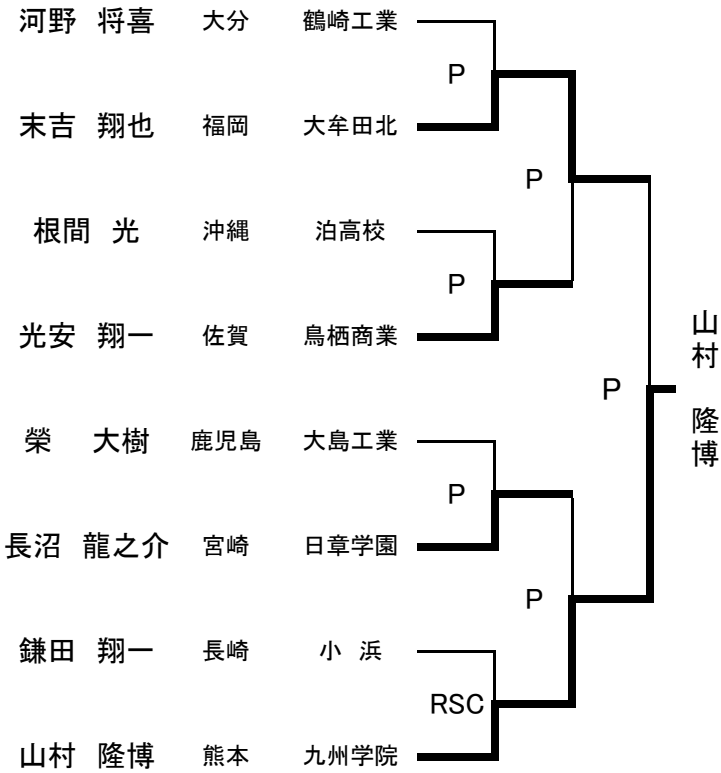 河野 将喜 大分 鶴崎工業
P
末吉 翔也 福岡 大牟田北
P
根間 光 沖縄 泊高校
P
光安 翔一 佐賀 鳥栖商業
P
山村 隆博
榮 大樹 鹿児島 大島工業
P
長沼 龍之介 宮崎 日章学園
P
鎌田 翔一 長崎 小 浜
RSC
山村 隆博 熊本 九州学院